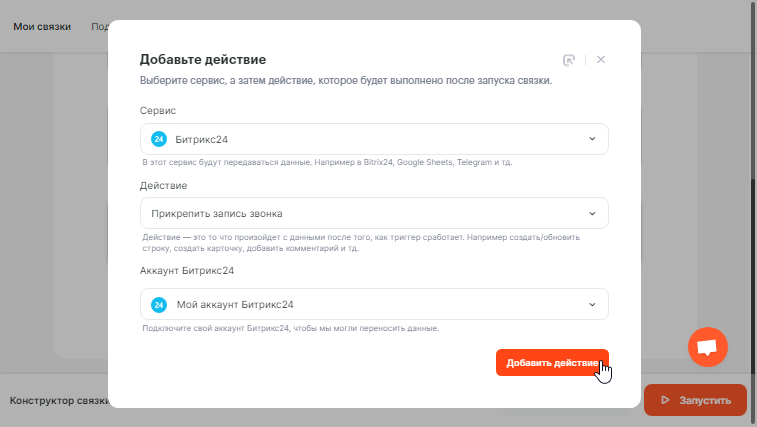 Мои связки
Добавьте действие
Выберите сервис, а затем действие, которое будет выполнено после запуска связки.
Сервис
24 Битрикс24
В этот сервис будут передаваться данные. Например в Bitrix24, Google Sheets, Telegram и тд.
Действие
Прикрепить запись звонка
Действие — это то что произойдет с данными после того, как триггер сработает. Например создать/обновить
строку, создать карточку, добавить комментарий и тд.
Аккаунт Битрикс24
24 Мой аккаунт Битрикс24
Подключите свой аккаунт Битрикс24, чтобы мы могли переносить данные.
Добавить действие
Конструктор связки
Запустить